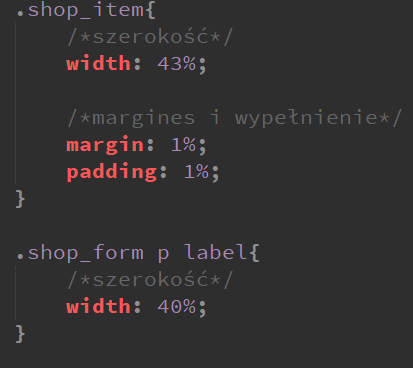 .shop_item{
/*szerokość*/
width: 43%;
/*margines i wypełnienie*/
margin: 1%;
padding: 1%;
}
.shop_form p label{
/*szerokość*/
width: 40%;
}